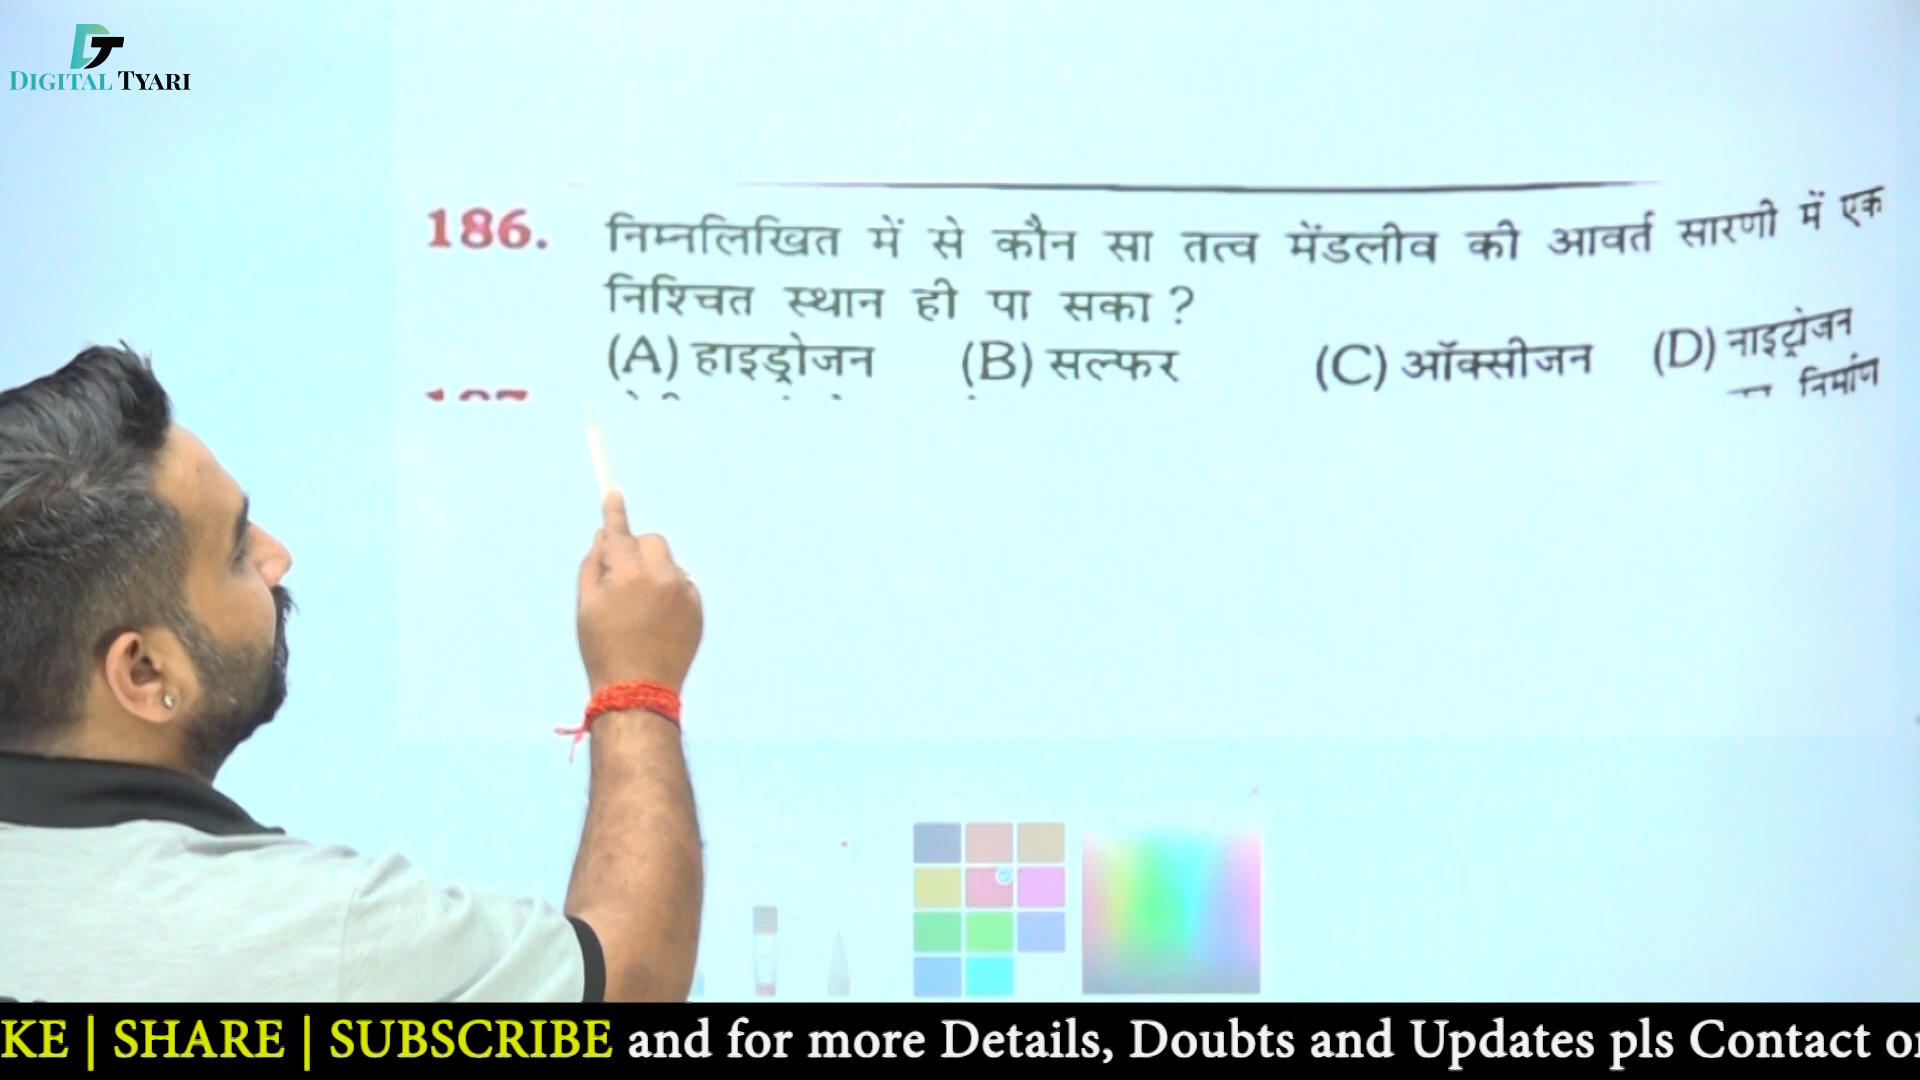 DT
DIGITAL TYARI
186. निम्नलिखित में से कौन सा तत्व मेंडलीव की आवर्त सारणी में एक
निश्चित स्थान ही पा सका ?
(A) हाइड्रोजन (B) सल्फर (C) ऑक्सीजन (D) नाइट्रोजन
निर्माण
KE | SHARE | SUBSCRIBE and for more Details, Doubts and Updates pls Contact o